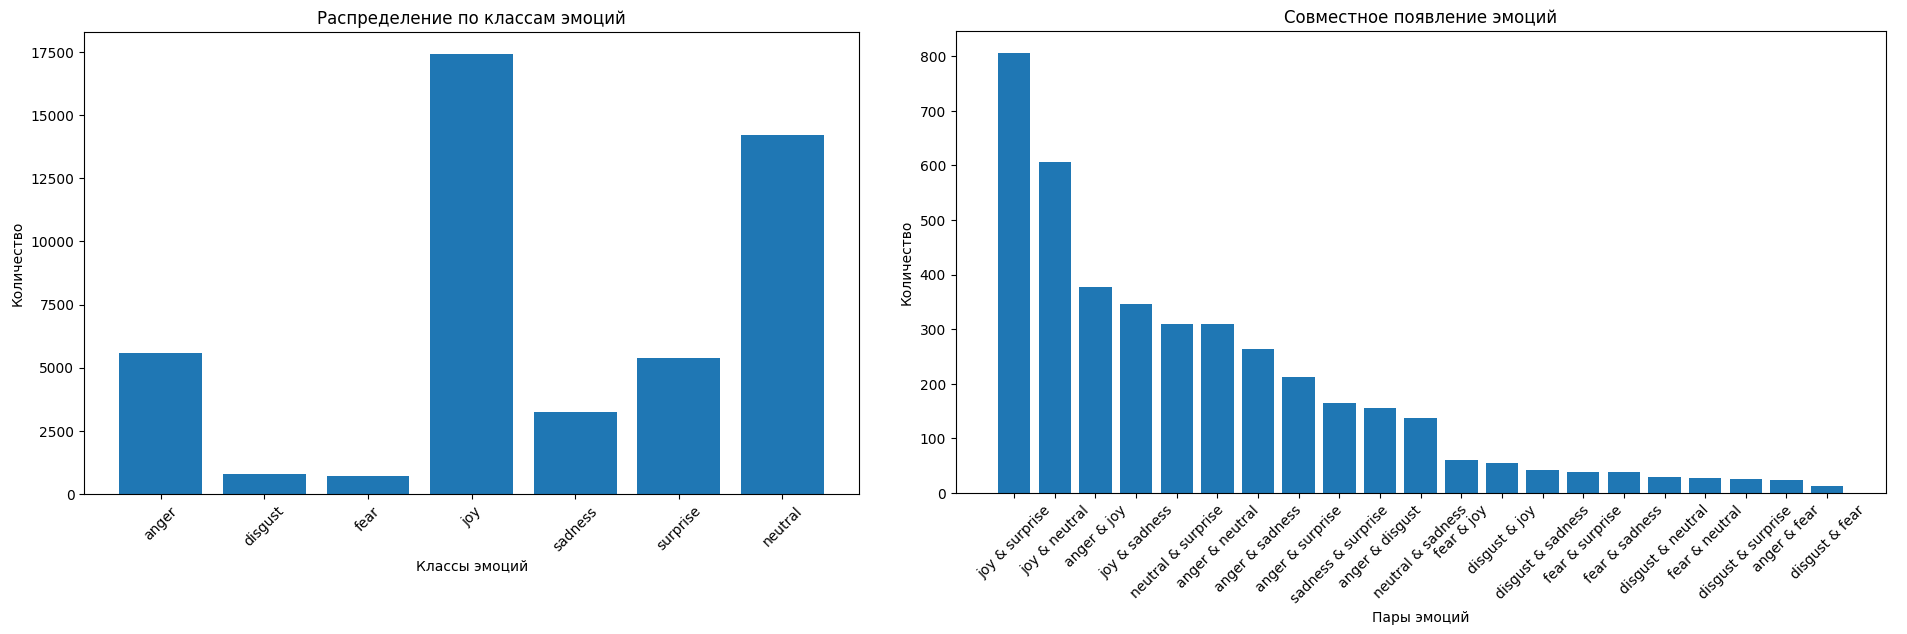 Распределение по классам эмоций
Количество
17500
15000
12500
10000
7500
5000
2500
0
anger
disgust
fear
joy
sadness
surprise
neutral
Классы эмоций
Совместное появление эмоций
Количество
800
700
600
500
400
300
200
100
0
joy & surprise
joy & neutral
anger & joy
joy & sadness
neutral & surprise
anger & neutral
anger & sadness
anger & surprise
sadness & surprise
anger & disgust
neutral & sadness
fear & joy
disgust & joy
disgust & sadness
fear & surprise
fear & sadness
disgust & neutral
fear & neutral
disgust & surprise
anger & fear
disgust & fear
Пары эмоций